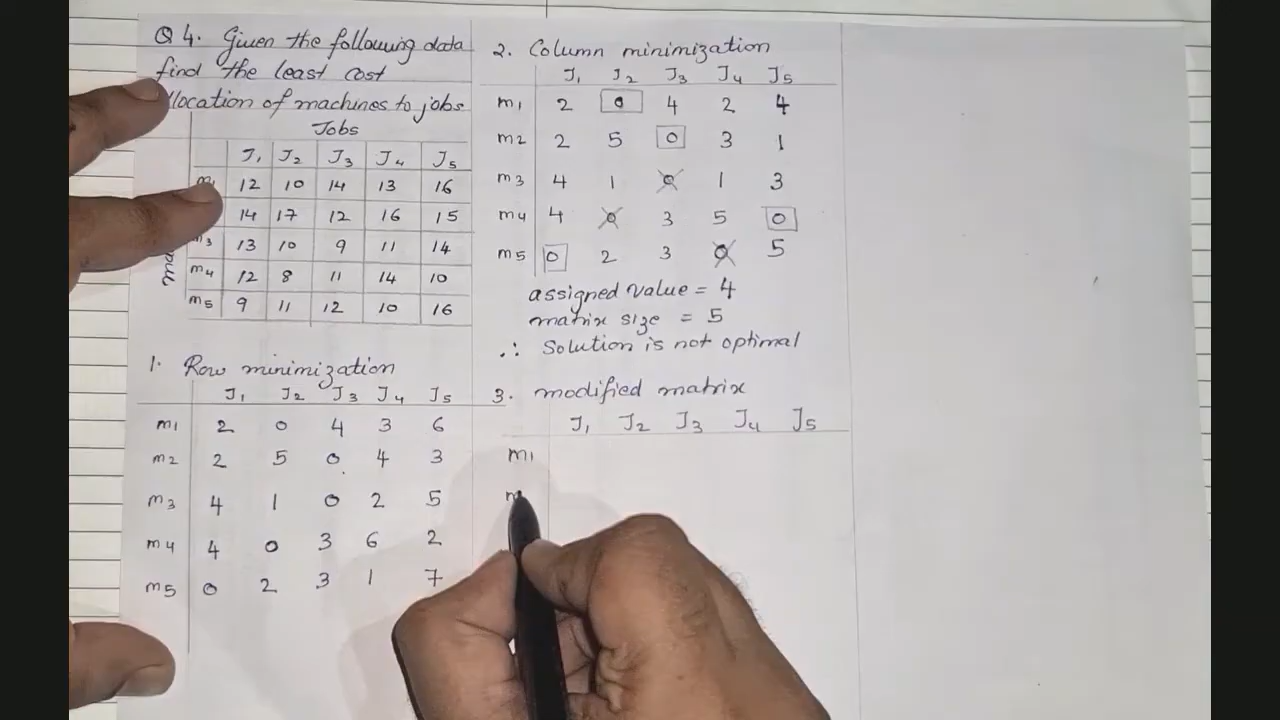 Q4. Given the following data
find the least cost
llocation of machines to jobs
Jobs
J1 J2 J3 J4 J5
12 10 14 13 16
14 17 12 16 15
m3 13 10 9 11 14
m4 12 8 11 14 10
m5 9 11 12 10 16
1. Row minimization
J1 J2 J3 J4 J5
m1 2 0 4 3 6
m2 2 5 0 4 3
m3 4 1 0 2 5
m4 4 0 3 6 2
m5 0 2 3 1 7
2. Column minimization
J1 J2 J3 J4 J5
m1 2 0 4 2 4
m2 2 5 0 3 1
m3 4 1 0 1 3
m4 4 0 3 5 0
m5 0 2 3 0 5
assigned value = 4
matrix size = 5
∴ Solution is not optimal
3. modified matrix
J1 J2 J3 J4 J5
m1
m